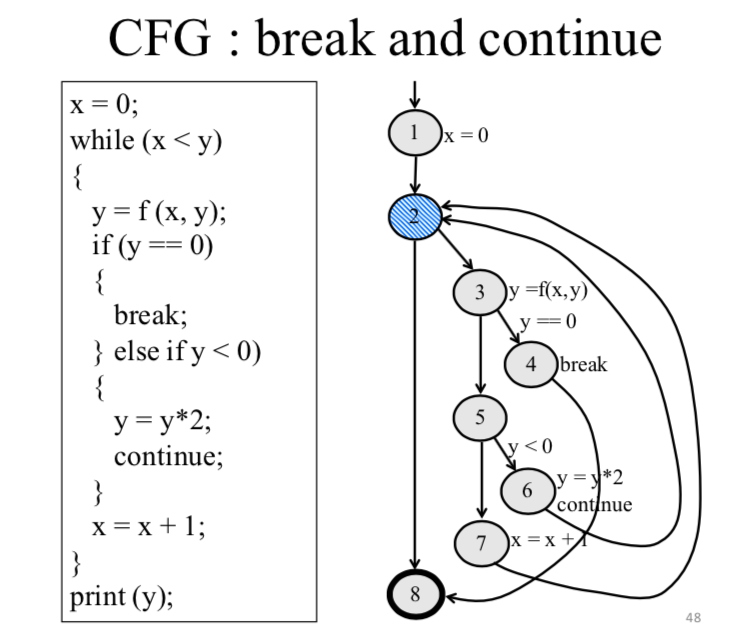 CFG : break and continue
x = 0;
while (x < y)
{
y = f (x, y);
if (y == 0)
{
break;
} else if y < 0)
{
y = y*2;
continue;
}
x = x + 1;
}
print (y);
1
x = 0
2
3
y =f(x,y)
y == 0
4
break
5
y < 0
6
y = y*2
continue
7
x = x + 1
8
48